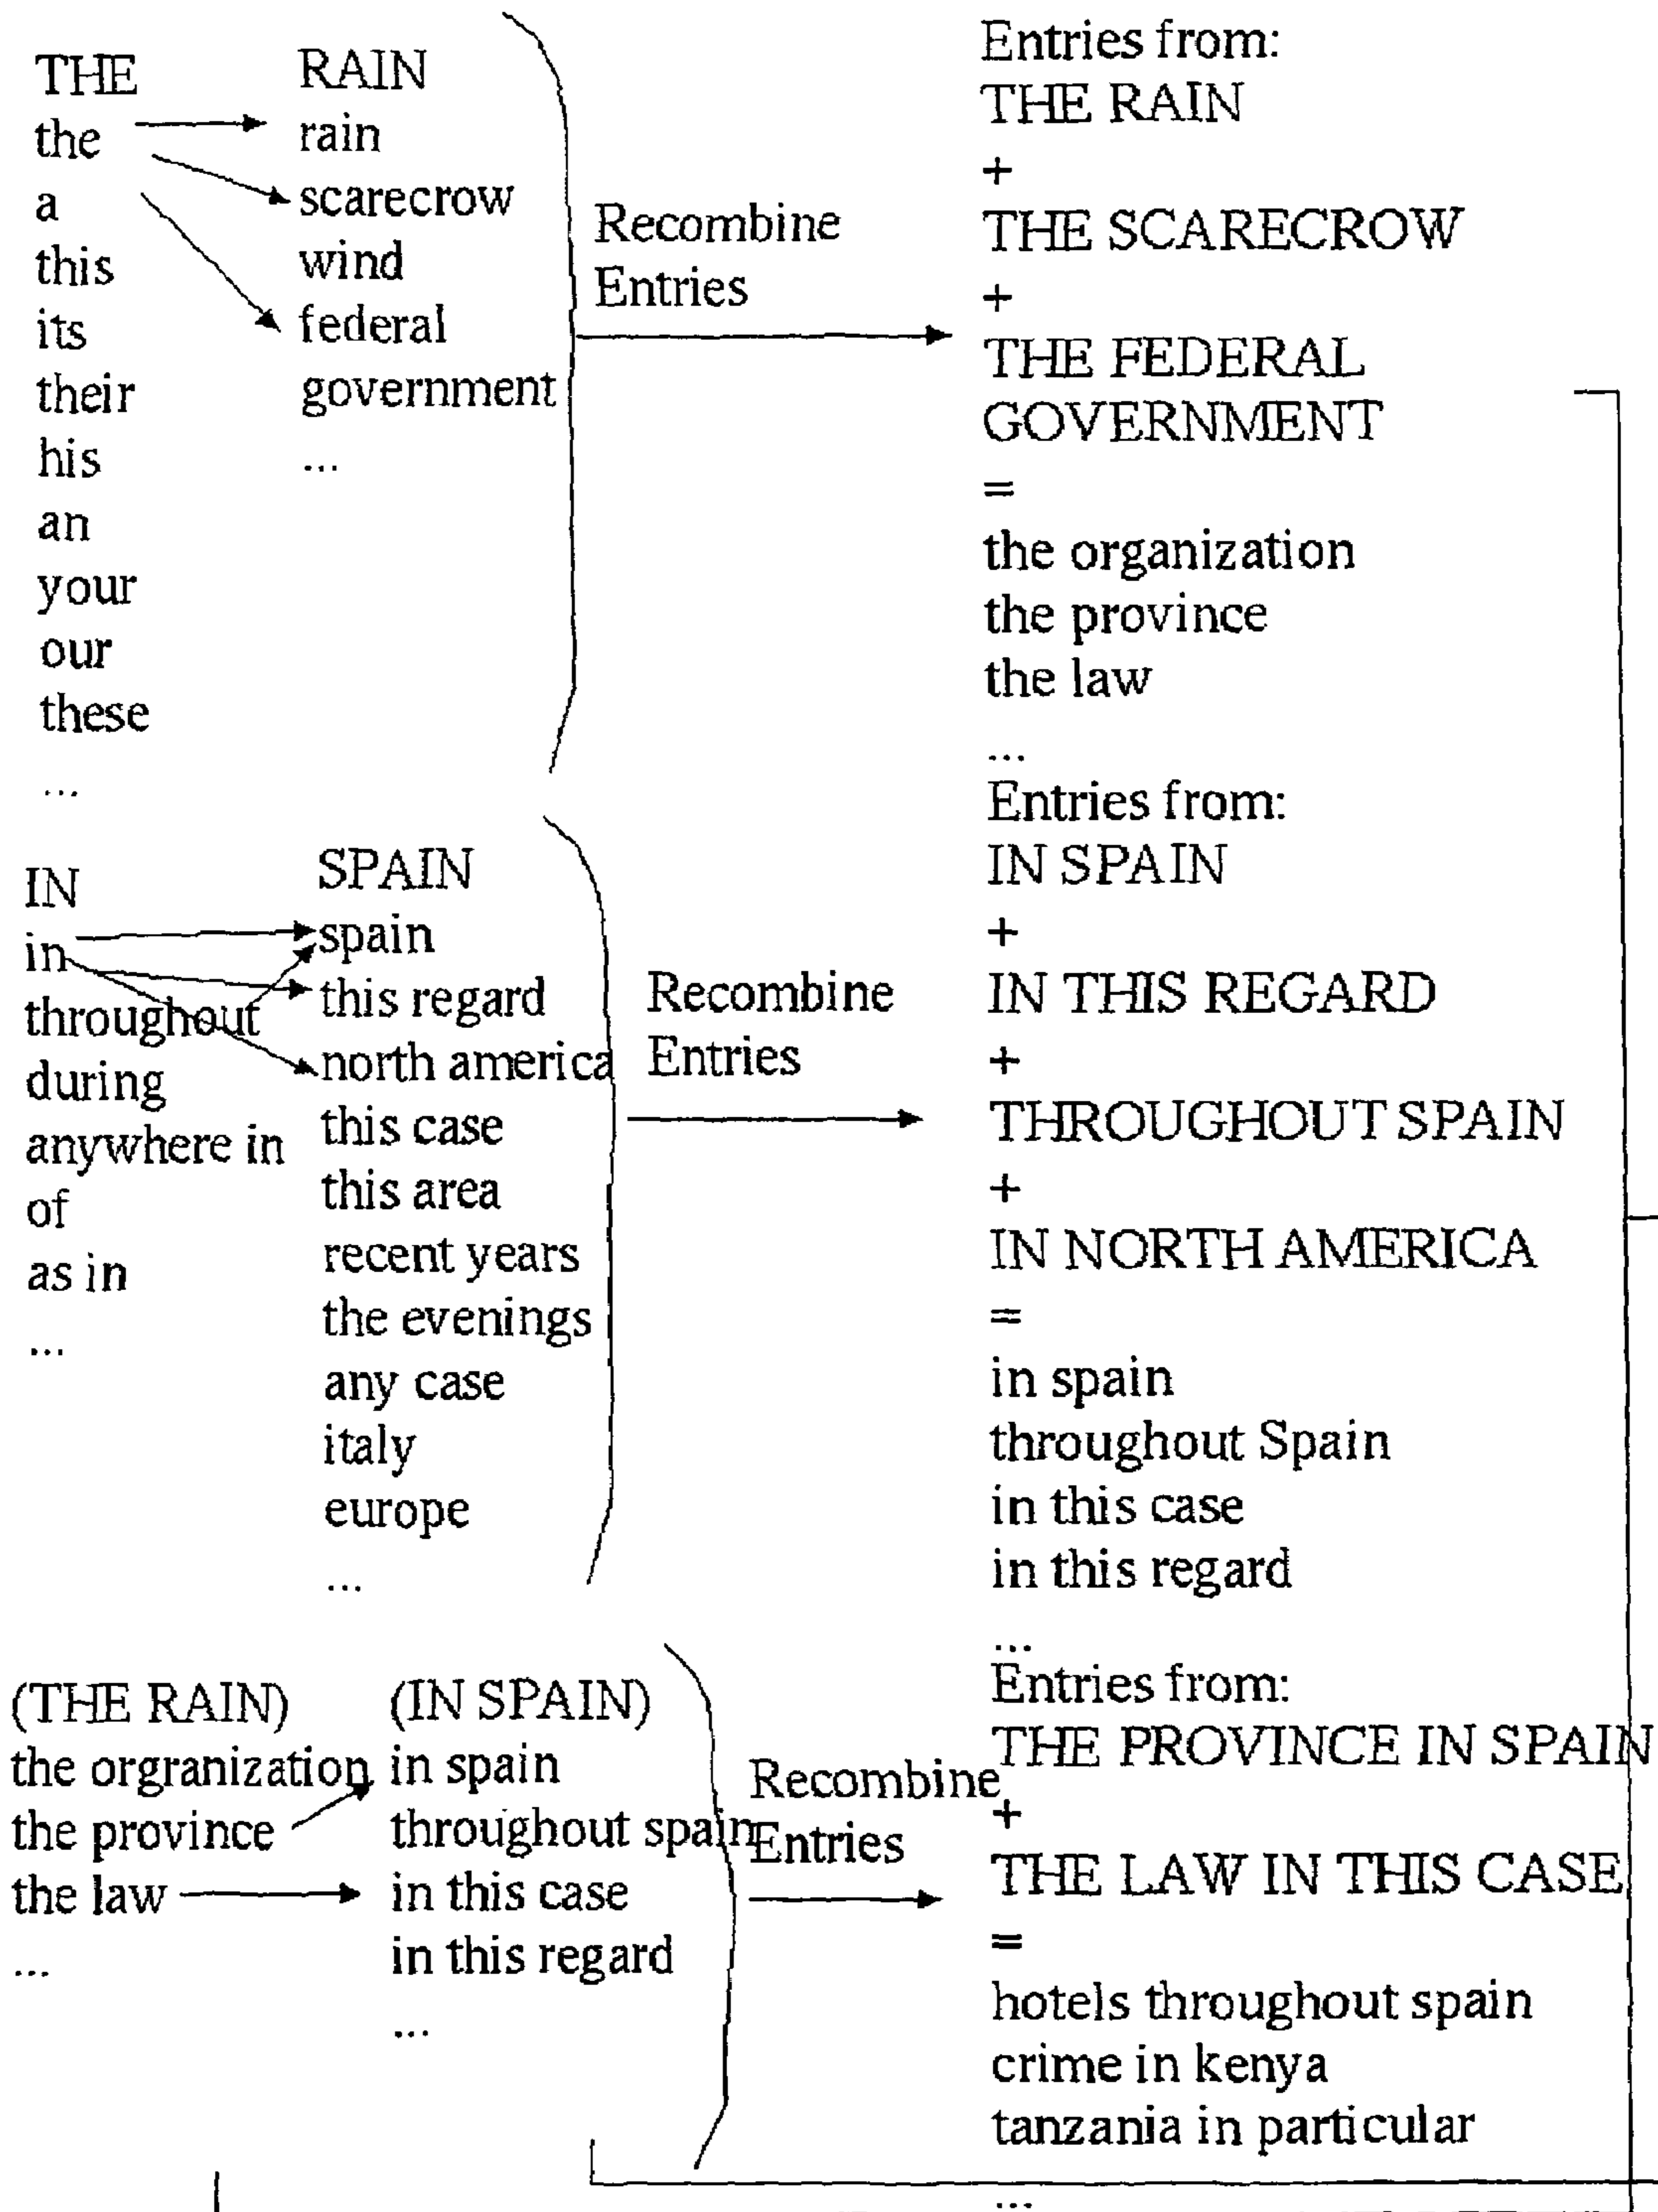 THE
the
a
this
its
their
his
an
your
our
these
...
RAIN
rain
scarecrow
wind
federal
government
...
Recombine
Entries
Entries from:
THE RAIN
+
THE SCARECROW
+
THE FEDERAL
GOVERNMENT
=
the organization
the province
the law
...
IN
in
throughout
during
anywhere in
of
as in
...
SPAIN
spain
this regard
north america
this case
this area
recent years
the evenings
any case
italy
europe
...
Recombine
Entries
Entries from:
IN SPAIN
+
IN THIS REGARD
+
THROUGHOUT SPAIN
+
IN NORTH AMERICA
=
in spain
throughout Spain
in this case
in this regard
...
(THE RAIN)
the orgranization
the province
the law
...
(IN SPAIN)
in spain
throughout spain
in this case
in this regard
...
Recombine
Entries
Entries from:
THE PROVINCE IN SPAIN
+
THE LAW IN THIS CASE
=
hotels throughout spain
crime in kenya
tanzania in particular
...